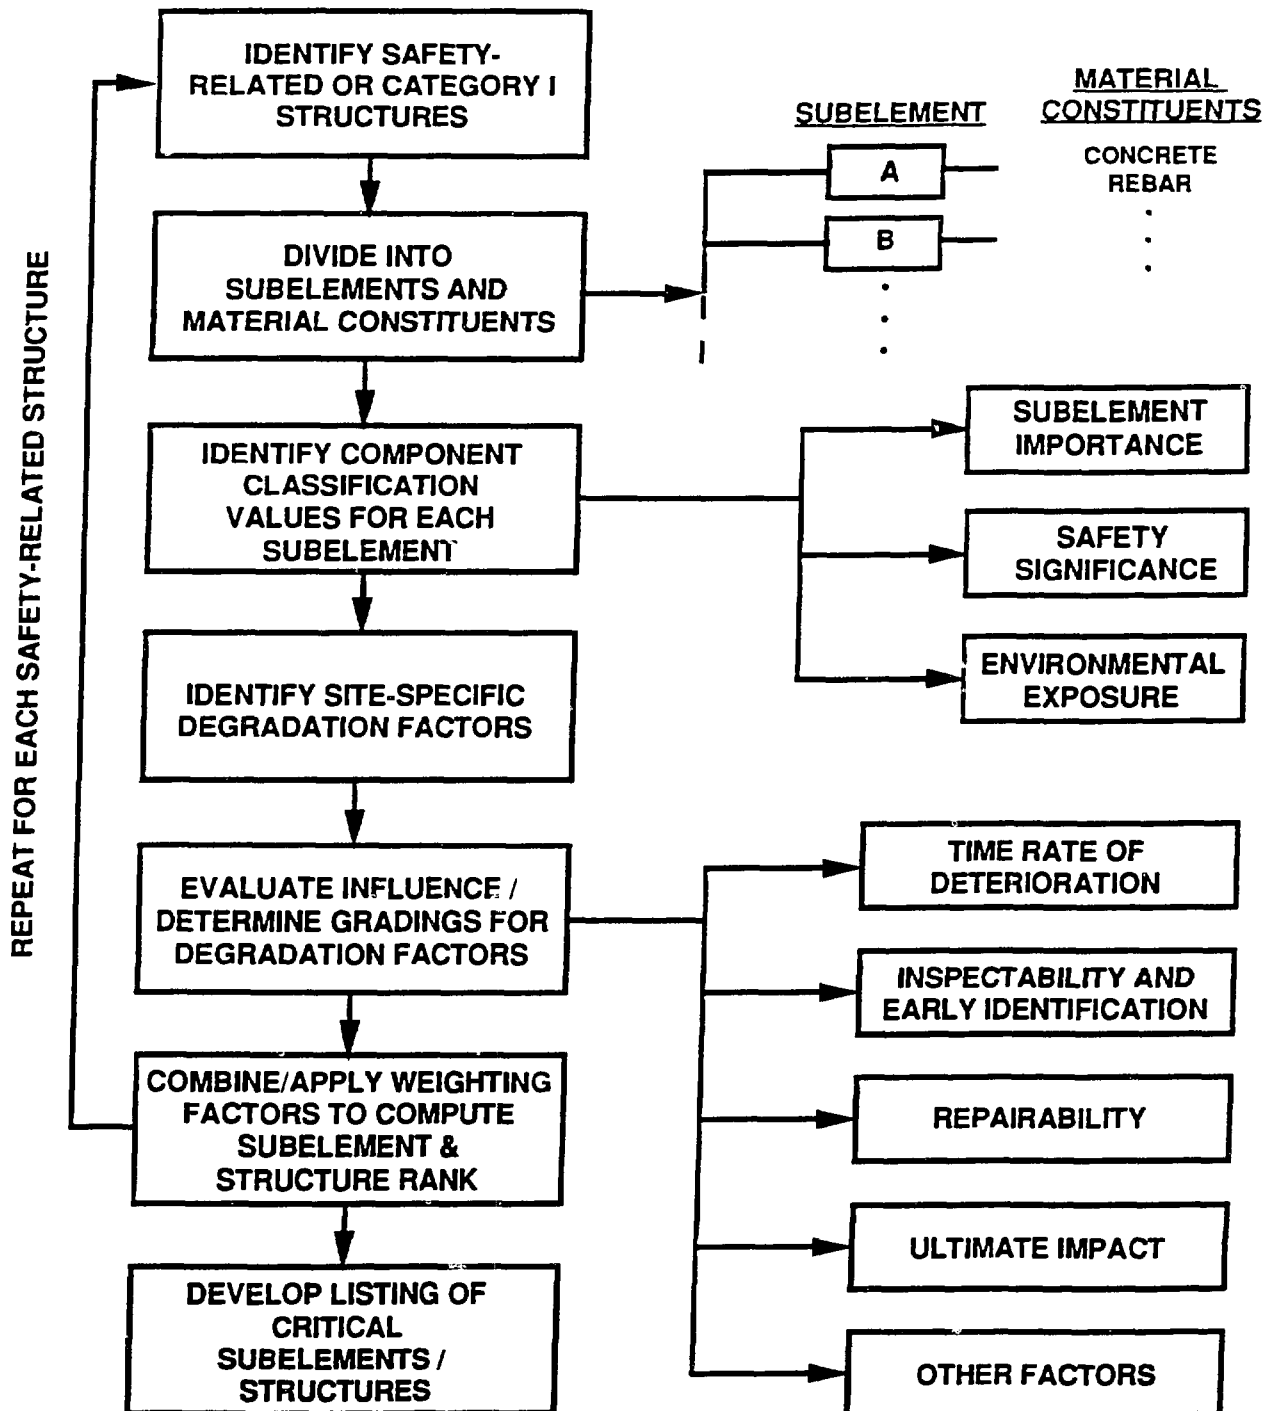 REPEAT FOR EACH SAFETY-RELATED STRUCTURE
IDENTIFY SAFETY-
RELATED OR CATEGORY I
STRUCTURES
DIVIDE INTO
SUBELEMENTS AND
MATERIAL CONSTITUENTS
SUBELEMENT
MATERIAL
CONSTITUENTS
A
CONCRETE
REBAR
B
IDENTIFY COMPONENT
CLASSIFICATION
VALUES FOR EACH
SUBELEMENT
SUBELEMENT
IMPORTANCE
SAFETY
SIGNIFICANCE
ENVIRONMENTAL
EXPOSURE
IDENTIFY SITE-SPECIFIC
DEGRADATION FACTORS
EVALUATE INFLUENCE /
DETERMINE GRADINGS FOR
DEGRADATION FACTORS
TIME RATE OF
DETERIORATION
INSPECTABILITY AND
EARLY IDENTIFICATION
REPAIRABILITY
ULTIMATE IMPACT
OTHER FACTORS
COMBINE/APPLY WEIGHTING
FACTORS TO COMPUTE
SUBELEMENT &
STRUCTURE RANK
DEVELOP LISTING OF
CRITICAL
SUBELEMENTS /
STRUCTURES